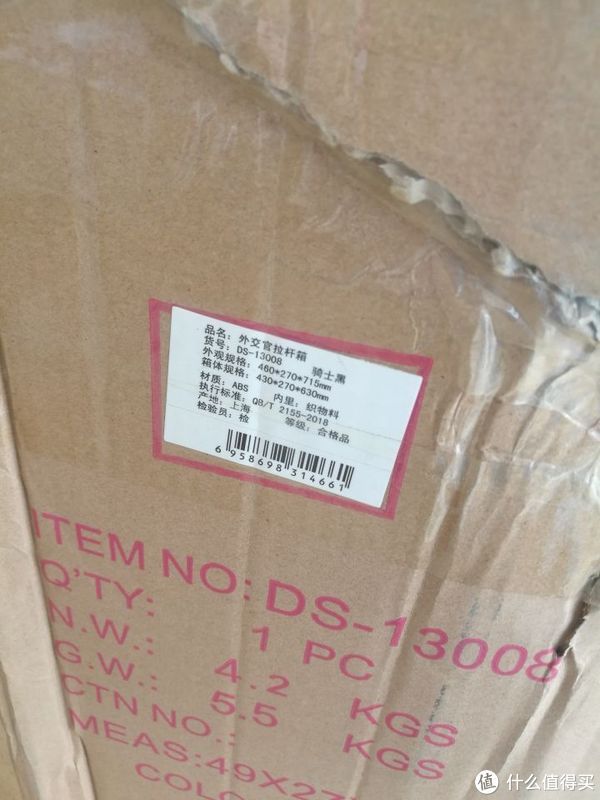 品名：外交官拉杆箱 骑士黑
货号：DS-13008
外观规格：460*270*715mm
箱体规格：430*270*630mm
材质：ABS 内里：织物料
执行标准：QB/T 2155-2018
产地：上海 等级：合格品
检验员：检
6 958698 314661
ITEM NO: DS-13008
Q'TY: 1 PC
N.W.: 4.2 KGS
G.W.: 5.5 KGS
CTN NO.:
MEAS:49X27
COLO
值 什么值得买